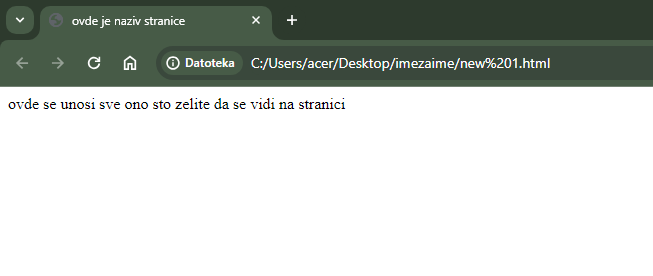 ovde je naziv stranice
Datoteka C:/Users/acer/Desktop/imezaime/new%201.html
ovde se unosi sve ono sto zelite da se vidi na stranici